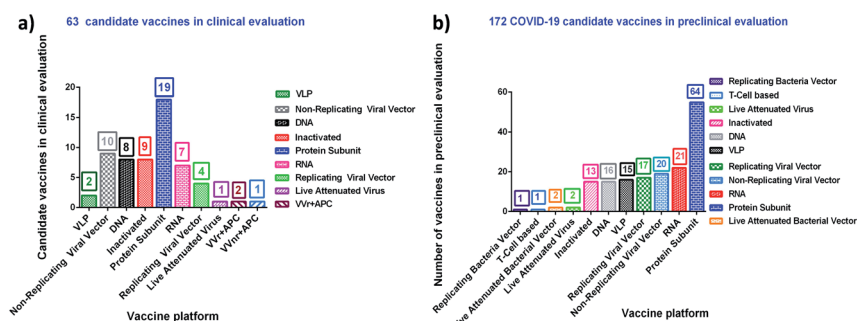 a)
63 candidate vaccines in clinical evaluation
Candidate vaccines in clinical evaluation
20
15
10
5
0
2
10
8
9
19
7
4
1
2
1
VLP
Non-Replicating Viral Vector
DNA
Inactivated
Protein Subunit
RNA
Replicating Viral Vector
Live Attenuated Virus
VVr+APC
VVnr+APC
Vaccine platform
VLP
Non-Replicating Viral Vector
DNA
Inactivated
Protein Subunit
RNA
Replicating Viral Vector
Live Attenuated Virus
VVr+APC
b)
172 COVID-19 candidate vaccines in preclinical evaluation
Number of vaccines in preclinical evaluation
60
40
20
0
1
1
2
2
13
16
15
17
20
21
64
Replicating Bacteria Vector
T-Cell based
Attenuated Bacterial Vector
Live Attenuated Virus
Inactivated
DNA
VLP
Replicating Viral Vector
Non-Replicating Viral Vector
RNA
Protein Subunit
Vaccine platform
Replicating Bacteria Vector
T-Cell based
Live Attenuated Virus
Inactivated
DNA
VLP
Replicating Viral Vector
Non-Replicating Viral Vector
RNA
Protein Subunit
Live Attenuated Bacterial Vector